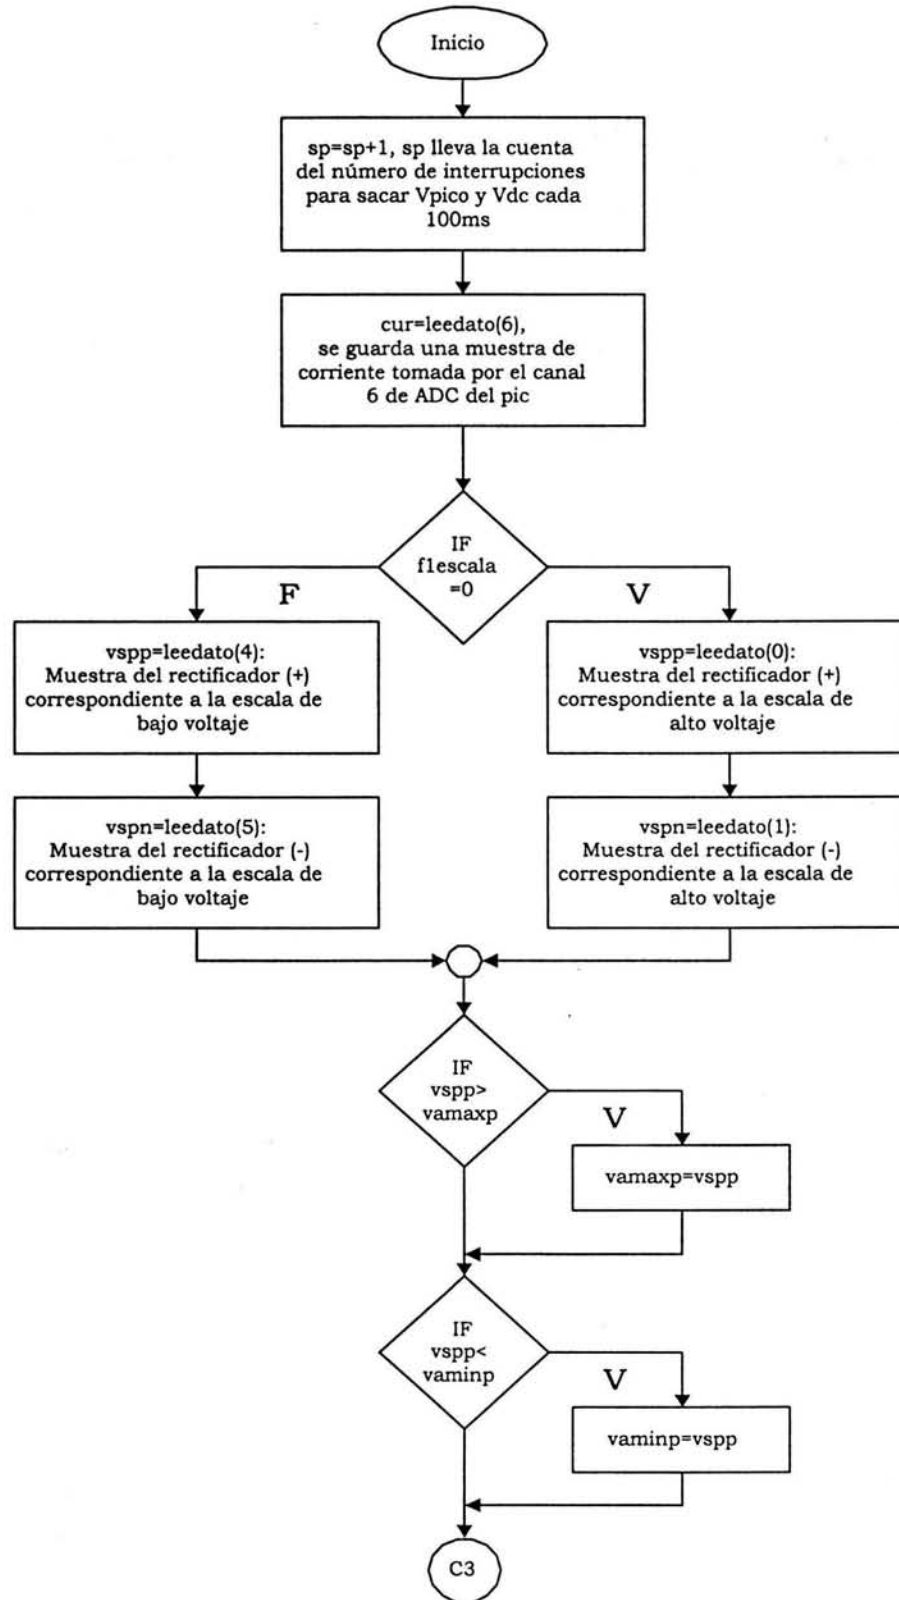 Inicio
sp=sp+1, sp lleva la cuenta
del número de interrupciones
para sacar Vpico y Vdc cada
100ms
cur=leedato(6),
se guarda una muestra de
corriente tomada por el canal
6 de ADC del pic
IF
f1escala
=0
F
V
vspp=leedato(4):
Muestra del rectificador (+)
correspondiente a la escala de
bajo voltaje
vspp=leedato(0):
Muestra del rectificador (+)
correspondiente a la escala de
alto voltaje
vspn=leedato(5):
Muestra del rectificador (-)
correspondiente a la escala de
bajo voltaje
vspn=leedato(1):
Muestra del rectificador (-)
correspondiente a la escala de
alto voltaje
IF
vspp>
vamaxp
V
vamaxp=vspp
IF
vspp<
vaminp
V
vaminp=vspp
C3